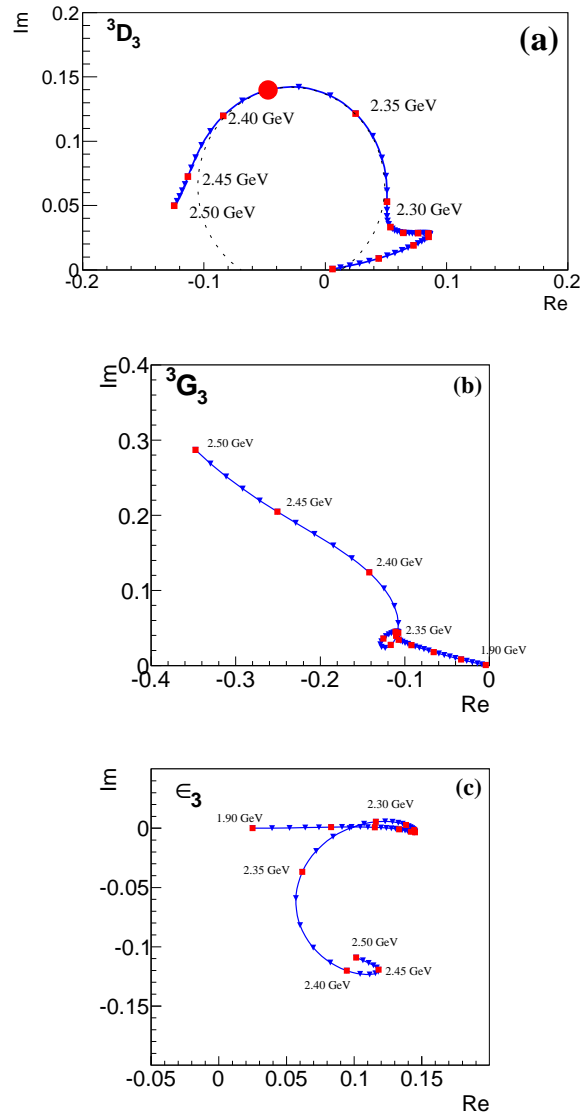 Im
0.2
³D₃
(a)
0.15
2.35 GeV
2.40 GeV
0.1
2.45 GeV
0.05
2.50 GeV
2.30 GeV
0
-0.2
-0.1
0
0.1
0.2
Re
Im
0.4
³G₃
(b)
2.50 GeV
0.3
2.45 GeV
0.2
2.40 GeV
0.1
2.35 GeV
1.90 GeV
0
-0.4
-0.3
-0.2
-0.1
0
Re
Im
0.05
∈₃
(c)
2.30 GeV
1.90 GeV
0
2.35 GeV
-0.05
2.50 GeV
-0.1
2.40 GeV
2.45 GeV
-0.15
-0.05
0
0.05
0.1
0.15
Re